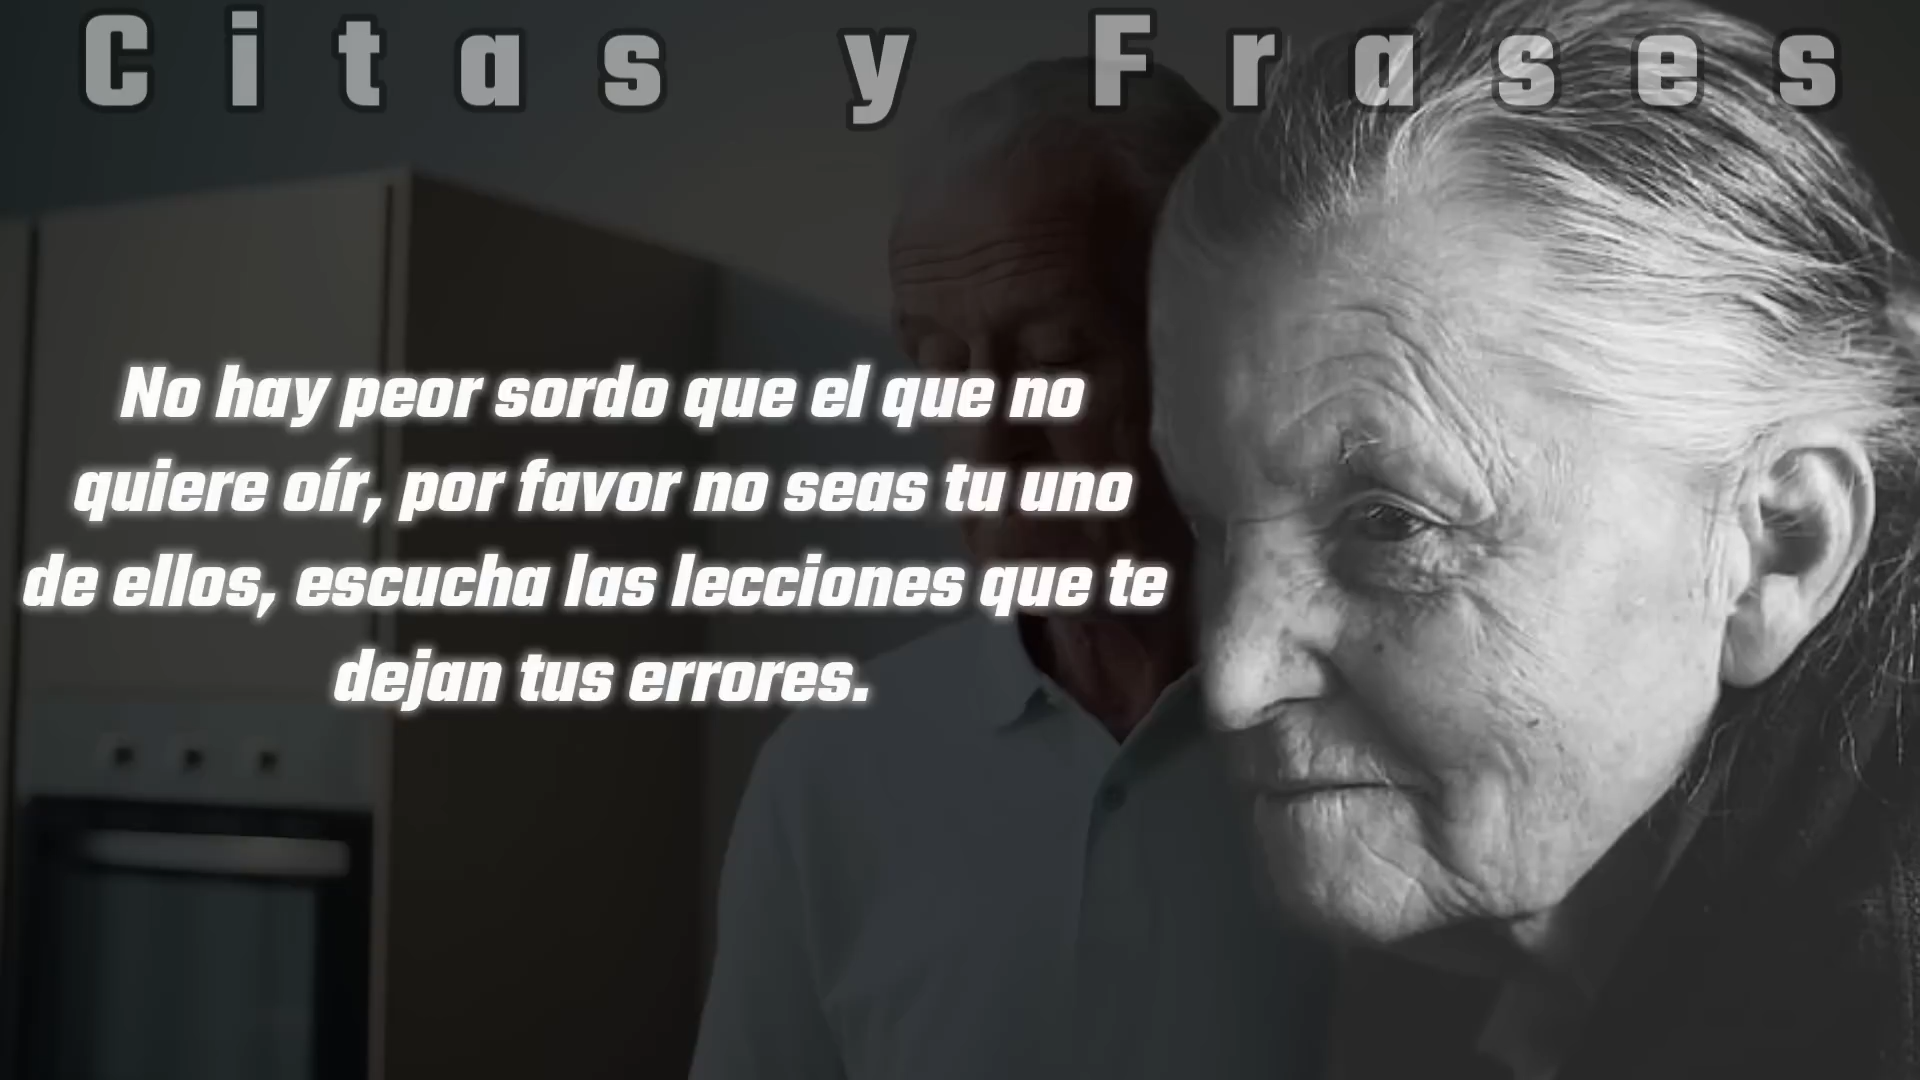 Citas y Frases
No hay peor sordo que el que no
quiere oír, por favor no seas tu uno
de ellos, escucha las lecciones que te
dejan tus errores.